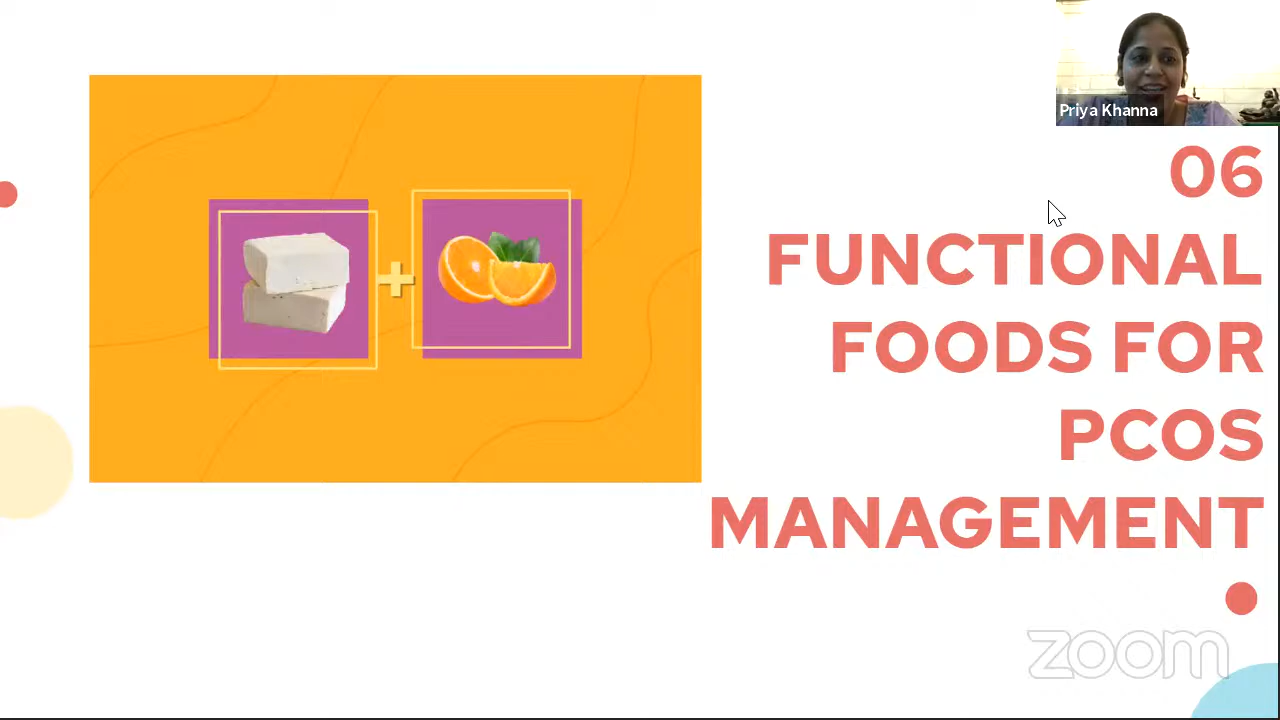 Priya Khanna
06
FUNCTIONAL
FOODS FOR
PCOS
MANAGEMENT
zoom